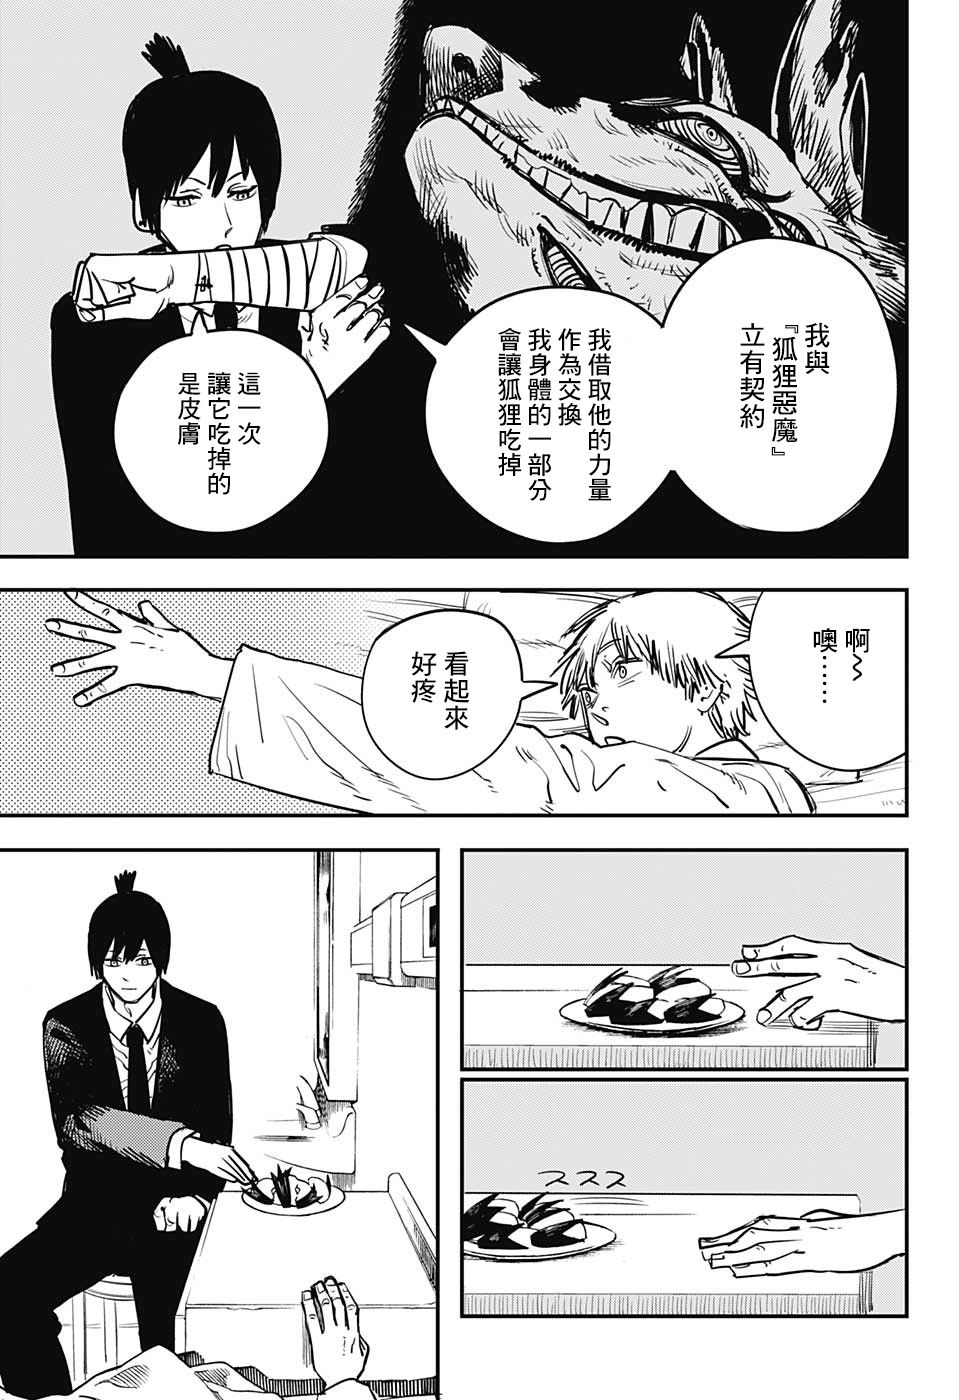 我與
『狐狸惡魔』
立有契約
我借取他的力量
作為交換
我身體的一部分
會讓狐狸吃掉
這一次
讓它吃掉的
是皮膚
啊～
噢……
看起來
好疼
ススス